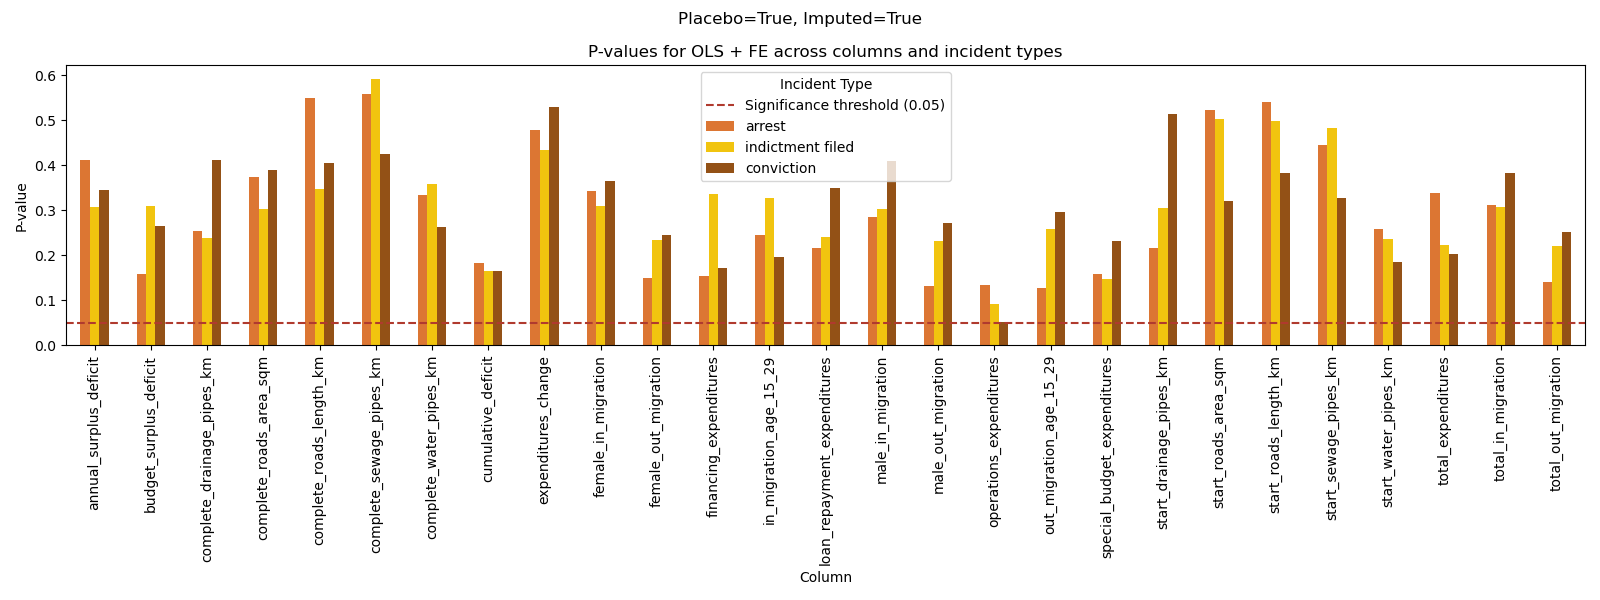 Placebo=True, Imputed=True
P-values for OLS + FE across columns and incident types
Incident Type
Significance threshold (0.05)
arrest
indictment filed
conviction
P-value
0.6
0.5
0.4
0.3
0.2
0.1
0.0
annual_surplus_deficit
budget_surplus_deficit
complete_drainage_pipes_km
complete_roads_area_sqm
complete_roads_length_km
complete_sewage_pipes_km
complete_water_pipes_km
cumulative_deficit
expenditures_change
female_in_migration
female_out_migration
financing_expenditures
in_migration_age_15_29
loan_repayment_expenditures
male_in_migration
male_out_migration
operations_expenditures
out_migration_age_15_29
special_budget_expenditures
start_drainage_pipes_km
start_roads_area_sqm
start_roads_length_km
start_sewage_pipes_km
start_water_pipes_km
total_expenditures
total_in_migration
total_out_migration
Column